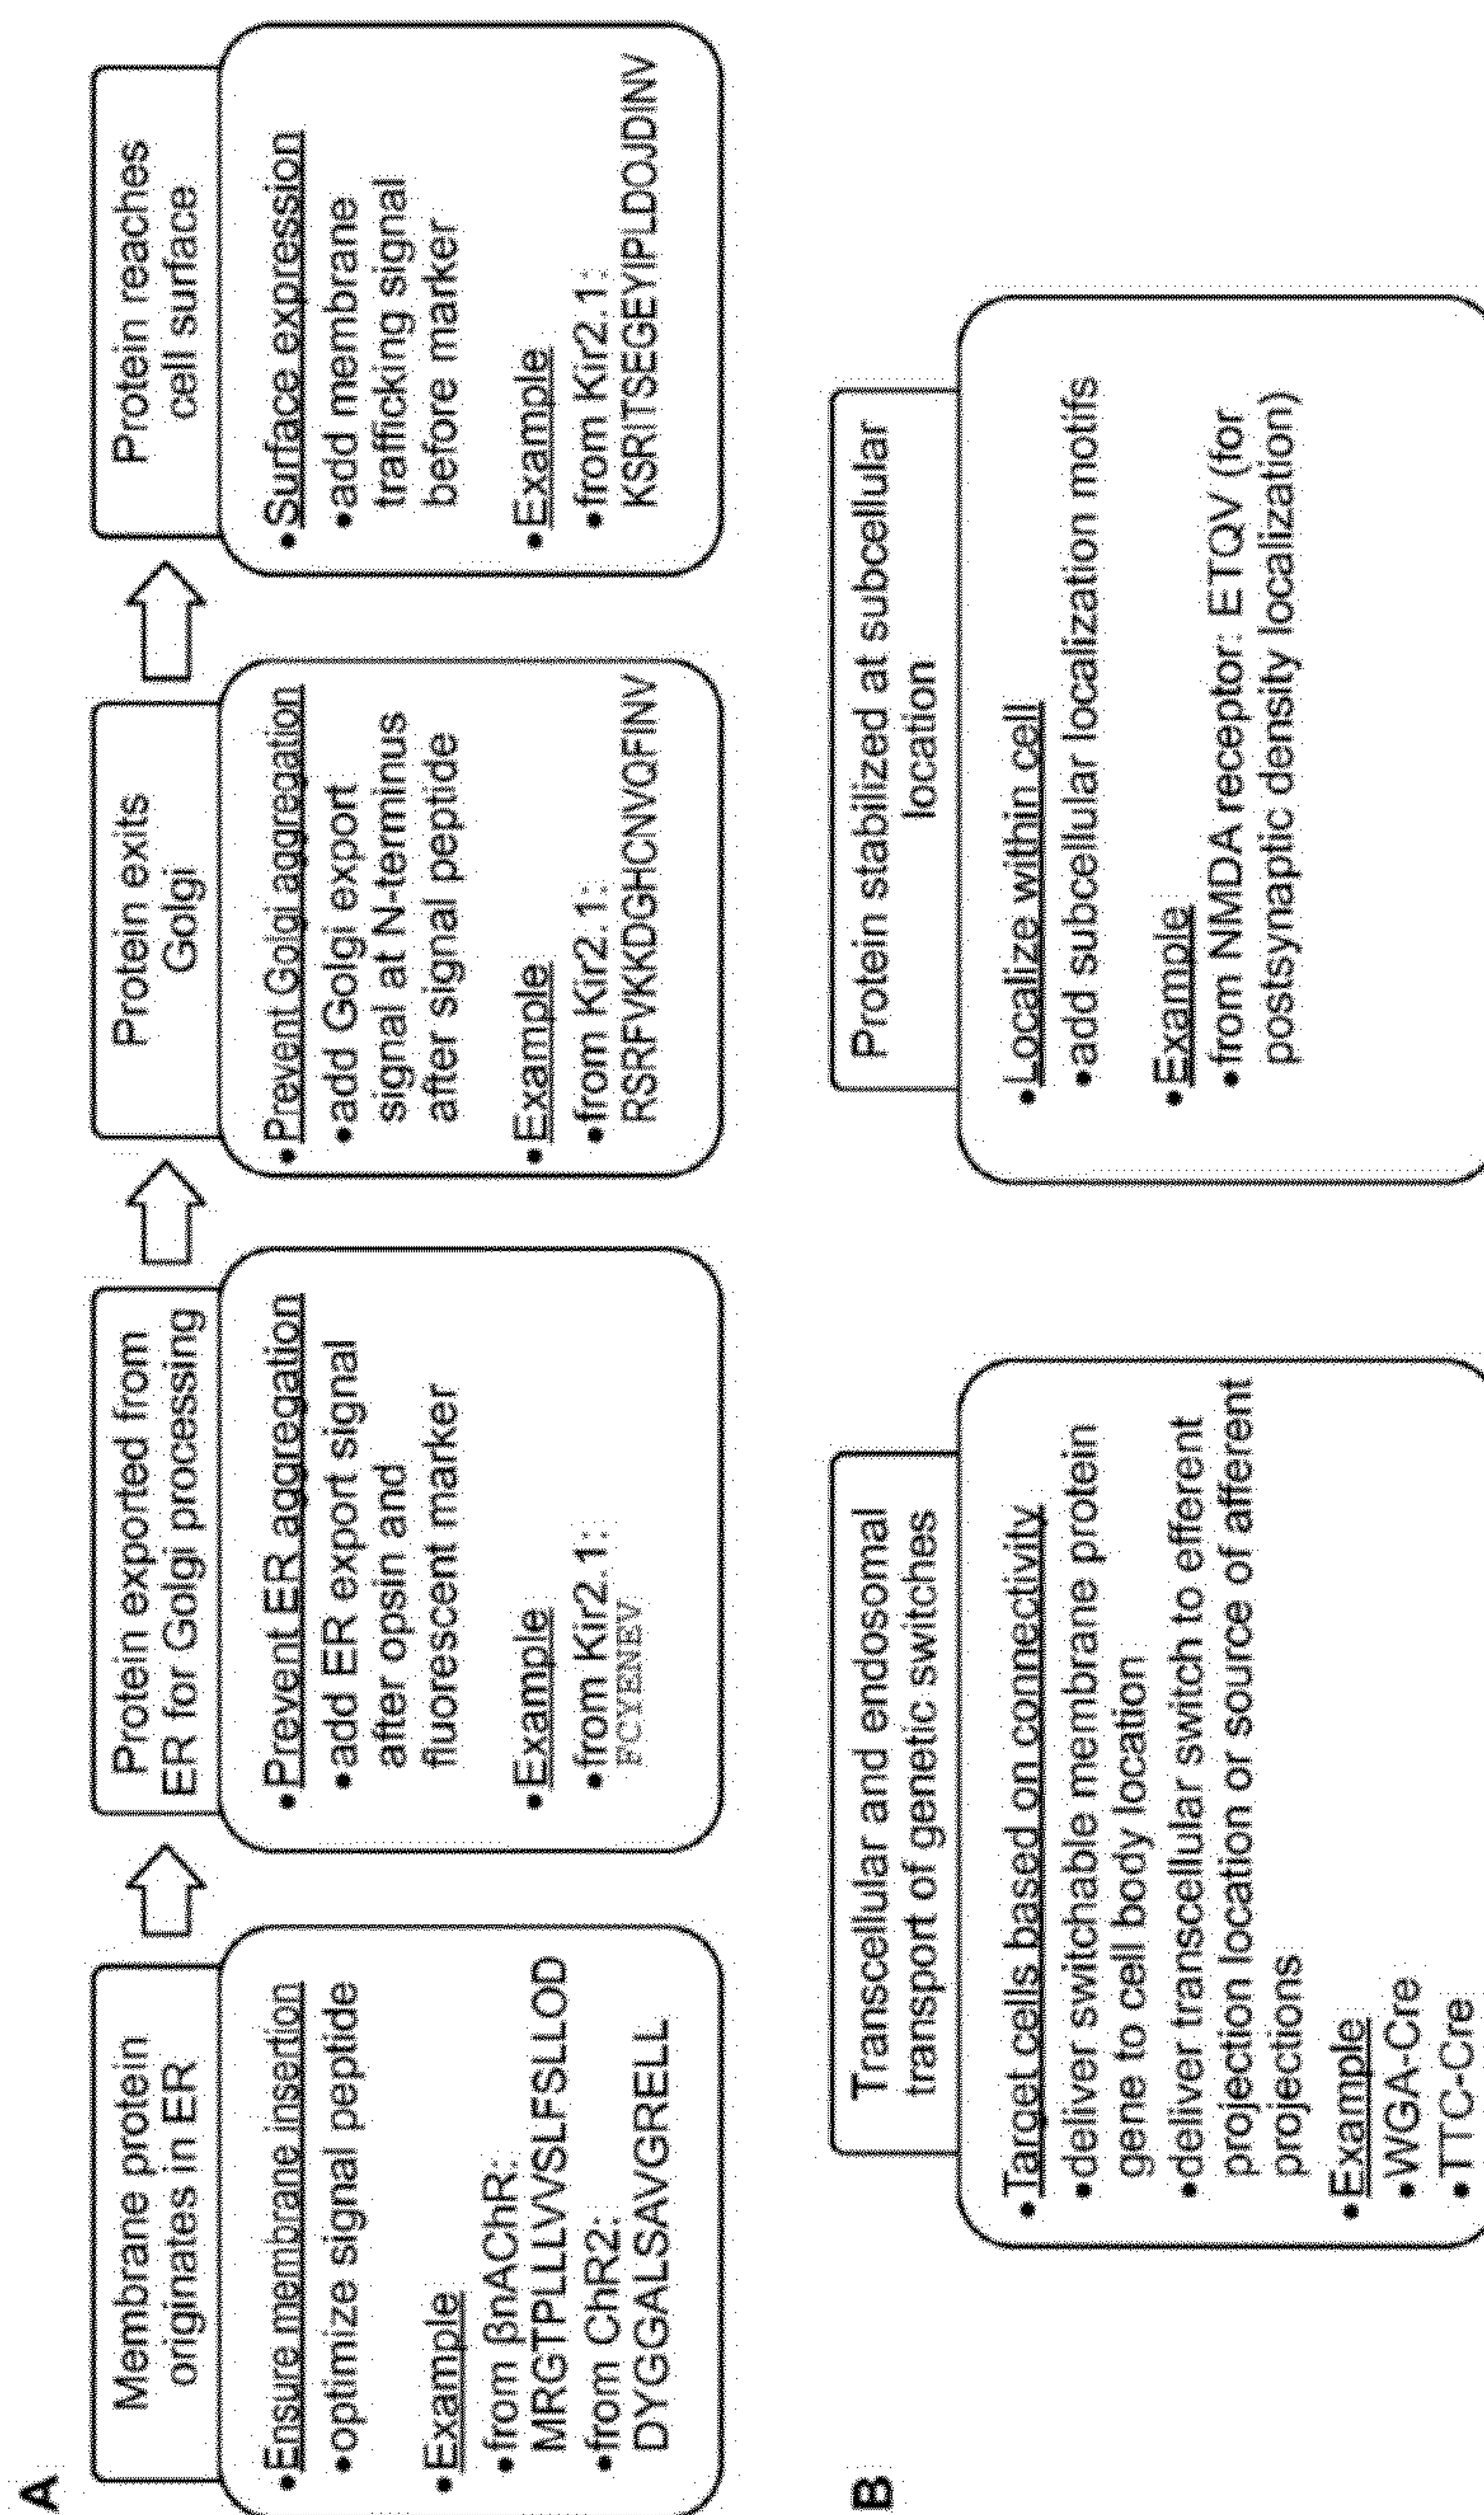 A
Membrane protein
originates in ER
•Ensure membrane insertion
•optimize signal peptide
•Example
•from βnAChR:
MRGTPLLLVVSLFSLLOD
•from ChR2:
DYGGALSAVGRELL
Protein exported from
ER for Golgi processing
•Prevent ER aggregation
•add ER export signal
after opsin and
fluorescent marker
•Example
•from Kir2.1:
FCYENEV
Protein exits
Golgi
•Prevent Golgi aggregation
•add Golgi export
signal at N-terminus
after signal peptide
•Example
•from Kir2.1:
RSRFVKKDGHCNVQFINV
Protein reaches
cell surface
•Surface expression
•add membrane
trafficking signal
before marker
•Example
•from Kir2.1:
KSRITSEGEYIPLDOJDINV
B
Transcellular and endosomal
transport of genetic switches
•Target cells based on connectivity
•deliver switchable membrane protein
gene to cell body location
•deliver transcellular switch to efferent
projection location or source of afferent
projections
•Example
•WGA-Cre
•TTC-Cre
Protein stabilized at subcellular
location
•Localize within cell
•add subcellular localization motifs
•Example
•from NMDA receptor: ETQV (for
postsynaptic density localization)